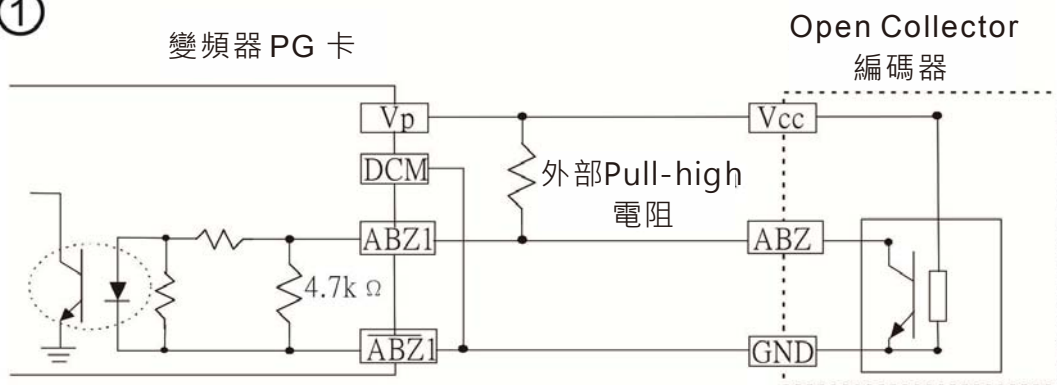 ①
變頻器 PG 卡
Open Collector
編碼器
Vp
Vcc
DCM
外部Pull-high
電阻
ABZ1
ABZ
4.7k Ω
A̅B̅Z̅1̅
GND